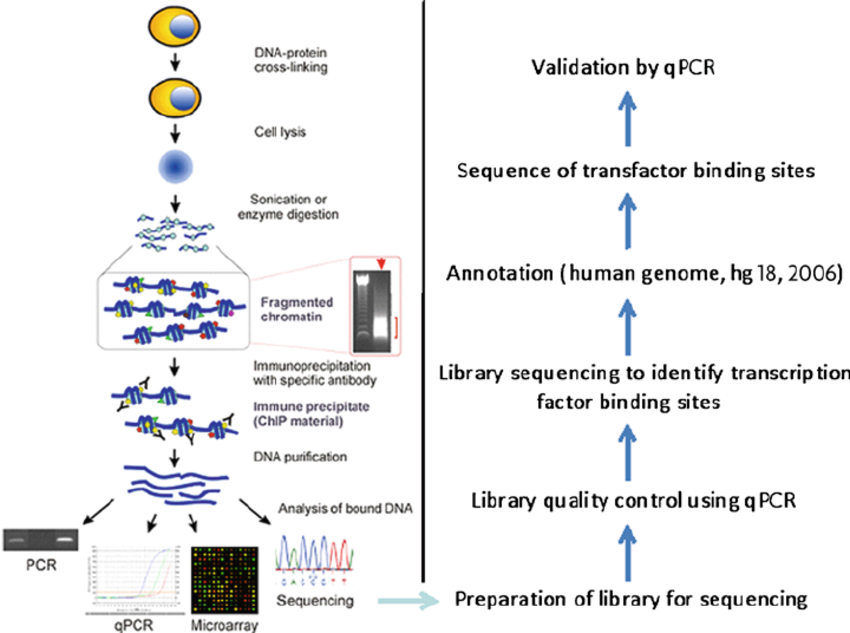 DNA-protein
cross-linking
Cell lysis
Sonication or
enzyme digestion
Fragmented
chromatin
Immunoprecipitation
with specific antibody
Immune precipitate
(ChIP material)
DNA purification
Analysis of bound DNA
PCR
qPCR
Microarray
Sequencing
Validation by qPCR
Sequence of transfactor binding sites
Annotation (human genome, hg18, 2006)
Library sequencing to identify transcription
factor binding sites
Library quality control using qPCR
Preparation of library for sequencing